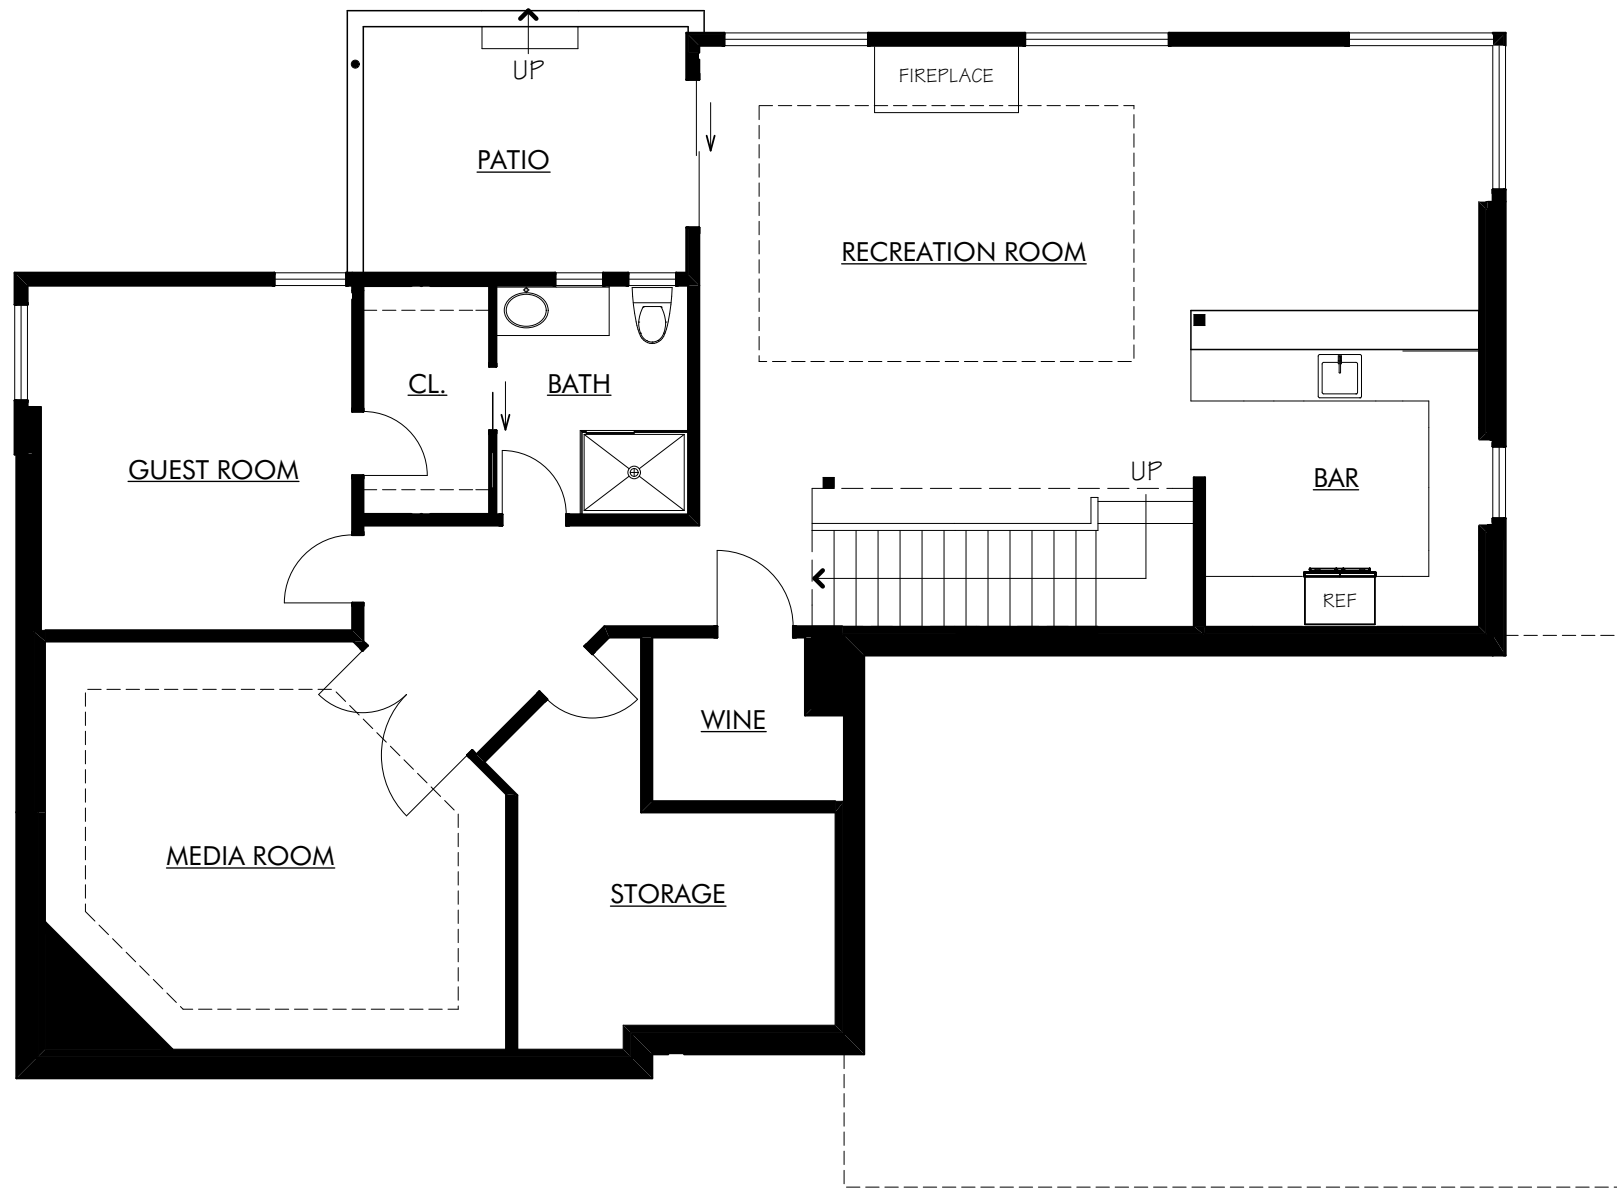 FIREPLACE
UP
PATIO
RECREATION ROOM
CL.
BATH
GUEST ROOM
UP
BAR
REF
WINE
MEDIA ROOM
STORAGE